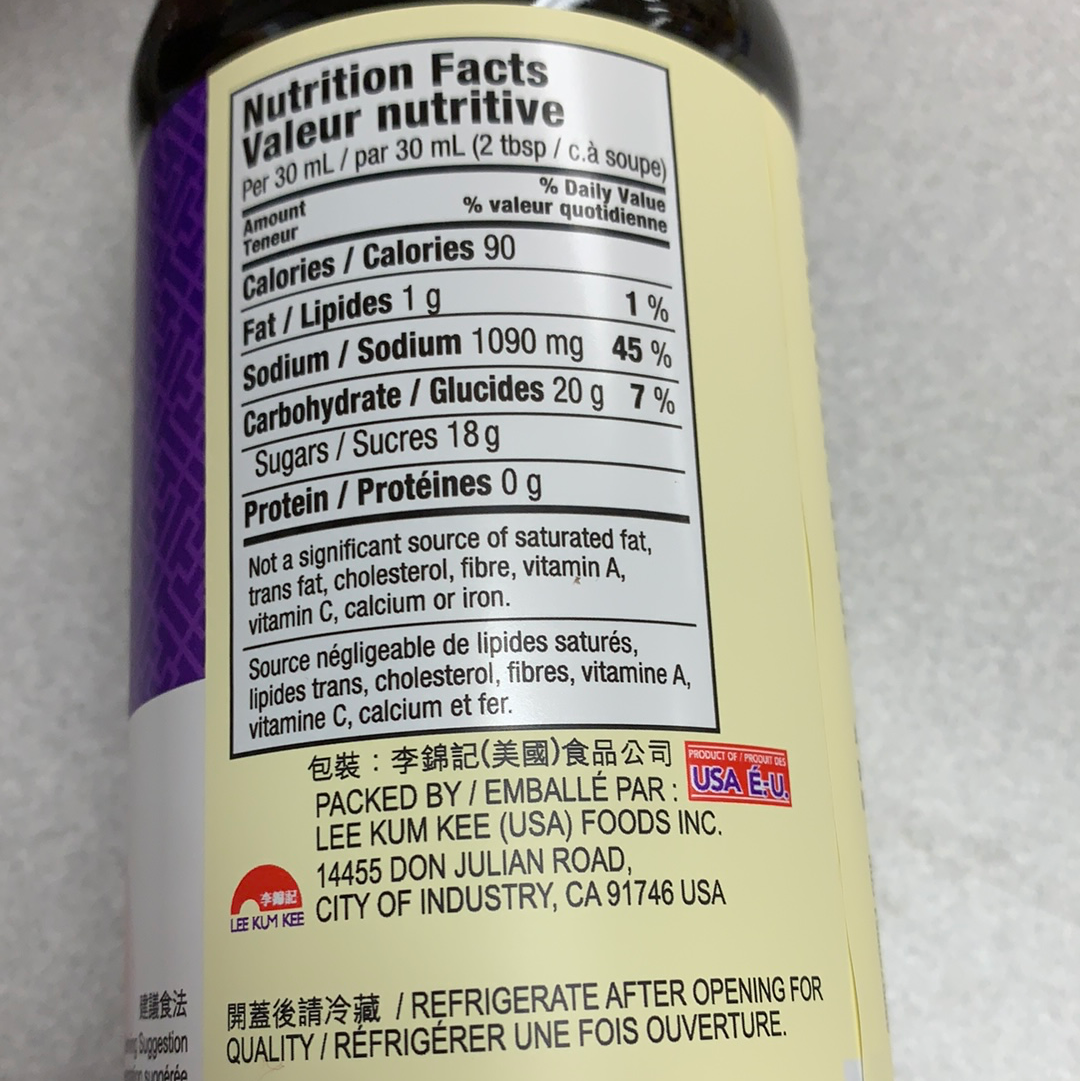 Nutrition Facts
Valeur nutritive
Per 30 mL / par 30 mL (2 tbsp / c.à soupe)
Amount
Teneur
% Daily Value
% valeur quotidienne
Calories / Calories 90
Fat / Lipides 1 g 1 %
Sodium / Sodium 1090 mg 45 %
Carbohydrate / Glucides 20 g 7 %
Sugars / Sucres 18 g
Protein / Protéines 0 g
Not a significant source of saturated fat,
trans fat, cholesterol, fibre, vitamin A,
vitamin C, calcium or iron.
Source négligeable de lipides saturés,
lipides trans, cholesterol, fibres, vitamine A,
vitamine C, calcium et fer.
包裝：李錦記(美國)食品公司
PRODUCT OF / PRODUIT DES
USA É.-U.
PACKED BY / EMBALLÉ PAR :
LEE KUM KEE (USA) FOODS INC.
14455 DON JULIAN ROAD,
CITY OF INDUSTRY, CA 91746 USA
李錦記
LEE KUM KEE
開蓋後請冷藏 / REFRIGERATE AFTER OPENING FOR
QUALITY / RÉFRIGÉRER UNE FOIS OUVERTURE.
建議食法
Suggestion
suggérée